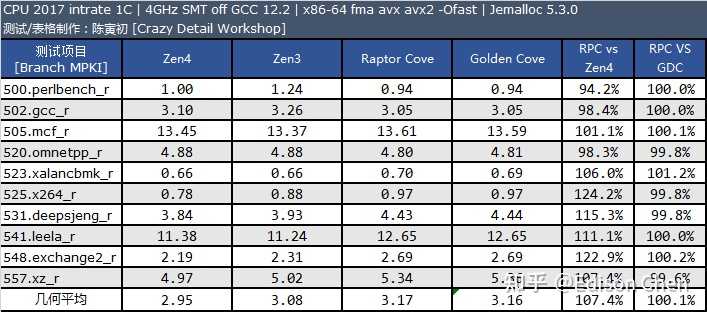 CPU 2017 intrate 1C | 4GHz SMT off GCC 12.2 | x86-64 fma avx avx2 -Ofast | Jemalloc 5.3.0
测试/表格制作：陈寅初 [Crazy Detail Workshop]
测试项目 [Branch MPKI] Zen4 Zen3 Raptor Cove Golden Cove RPC vs Zen4 RPC VS GDC
500.perlbench_r 1.00 1.24 0.94 0.94 94.2% 100.0%
502.gcc_r 3.10 3.26 3.05 3.05 98.4% 100.0%
505.mcf_r 13.45 13.37 13.61 13.59 101.1% 100.1%
520.omnetpp_r 4.88 4.88 4.80 4.81 98.3% 99.8%
523.xalancbmk_r 0.66 0.66 0.70 0.69 106.0% 101.2%
525.x264_r 0.78 0.88 0.97 0.97 124.2% 99.8%
531.deepsjeng_r 3.84 3.93 4.43 4.44 115.3% 99.8%
541.leela_r 11.38 11.24 12.65 12.65 111.1% 100.0%
548.exchange2_r 2.19 2.31 2.69 2.69 122.9% 100.2%
557.xz_r 4.97 5.02 5.34 107.4% 99.6%
几何平均 2.95 3.08 3.17 3.16 107.4% 100.1%
知乎 @Edison Chen